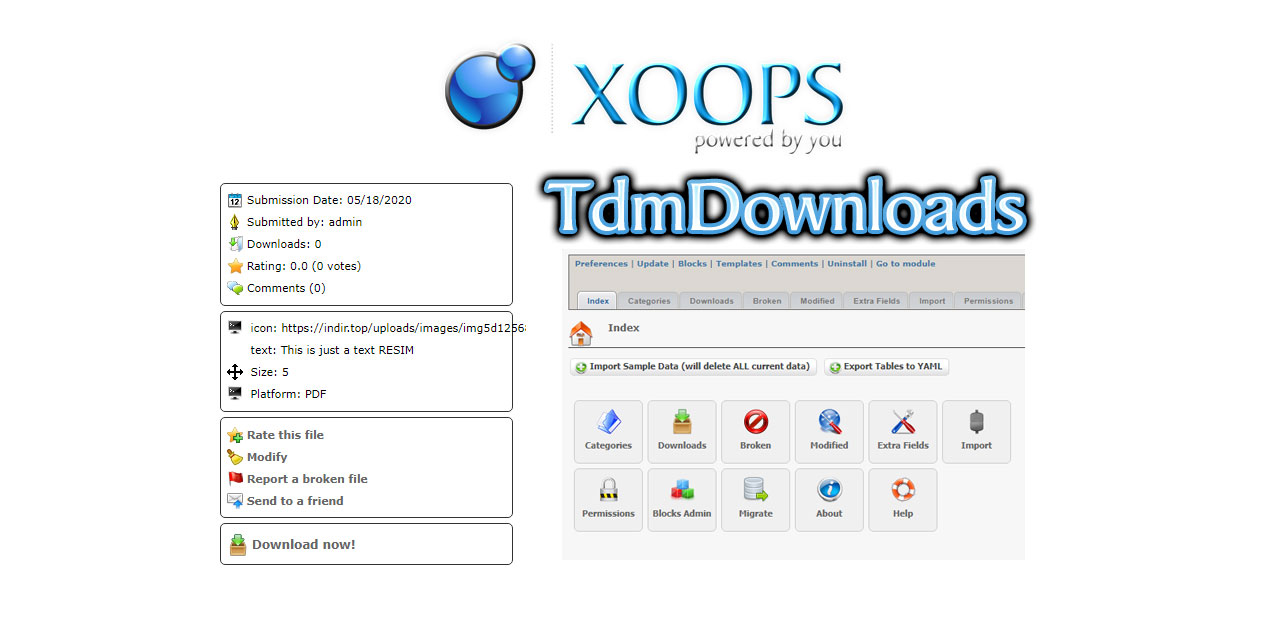 XOOPS
powered by you
TdmDownloads
12
Submission Date: 05/18/2020
Submitted by: admin
Downloads: 0
Rating: 0.0 (0 votes)
Comments (0)
icon: https://indir.top/uploads/images/img5d1256
text: This is just a text RESIM
Size: 5
Platform: PDF
Rate this file
Modify
Report a broken file
Send to a friend
Download now!
Preferences | Update | Blocks | Templates | Comments | Uninstall | Go to module
Index Categories Downloads Broken Modified Extra Fields Import Permissions
Index
Import Sample Data (will delete ALL current data) Export Tables to YAML
Categories Downloads Broken Modified Extra Fields Import
Permissions Blocks Admin Migrate About Help